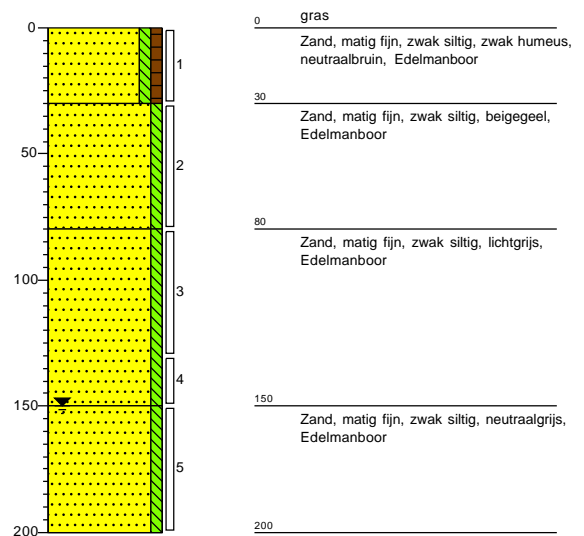 0
50
100
150
200
1
2
3
4
5
0
gras
Zand, matig fijn, zwak siltig, zwak humeus,
neutraalbruin, Edelmanboor
30
Zand, matig fijn, zwak siltig, beigegeel,
Edelmanboor
80
Zand, matig fijn, zwak siltig, lichtgrijs,
Edelmanboor
150
Zand, matig fijn, zwak siltig, neutraalgrijs,
Edelmanboor
200